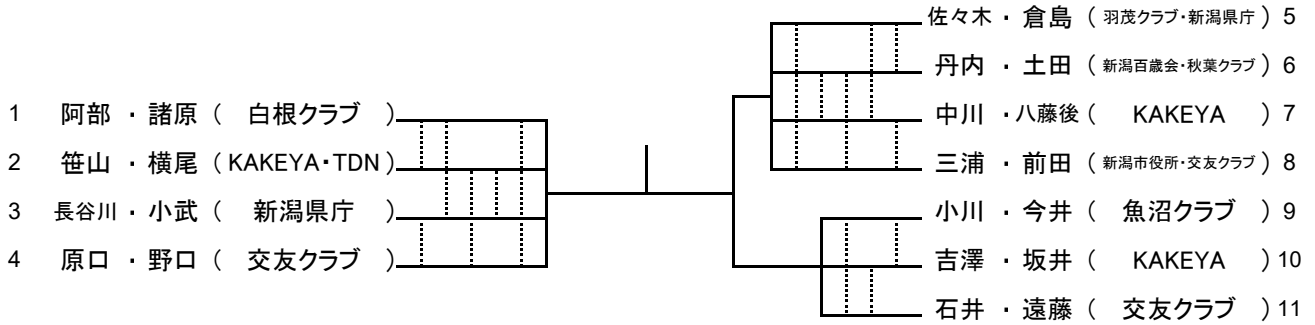 1 阿部 ・ 諸原 ( 白根クラブ )
2 笹山 ・ 横尾 ( KAKEYA・TDN )
3 長谷川 ・ 小武 ( 新潟県庁 )
4 原口 ・ 野口 ( 交友クラブ )
佐々木 ・ 倉島 ( 羽茂クラブ・新潟県庁 ) 5
丹内 ・ 土田 ( 新潟百歳会・秋葉クラブ ) 6
中川 ・ 八藤後 ( KAKEYA ) 7
三浦 ・ 前田 ( 新潟市役所・交友クラブ ) 8
小川 ・ 今井 ( 魚沼クラブ ) 9
吉澤 ・ 坂井 ( KAKEYA ) 10
石井 ・ 遠藤 ( 交友クラブ ) 11